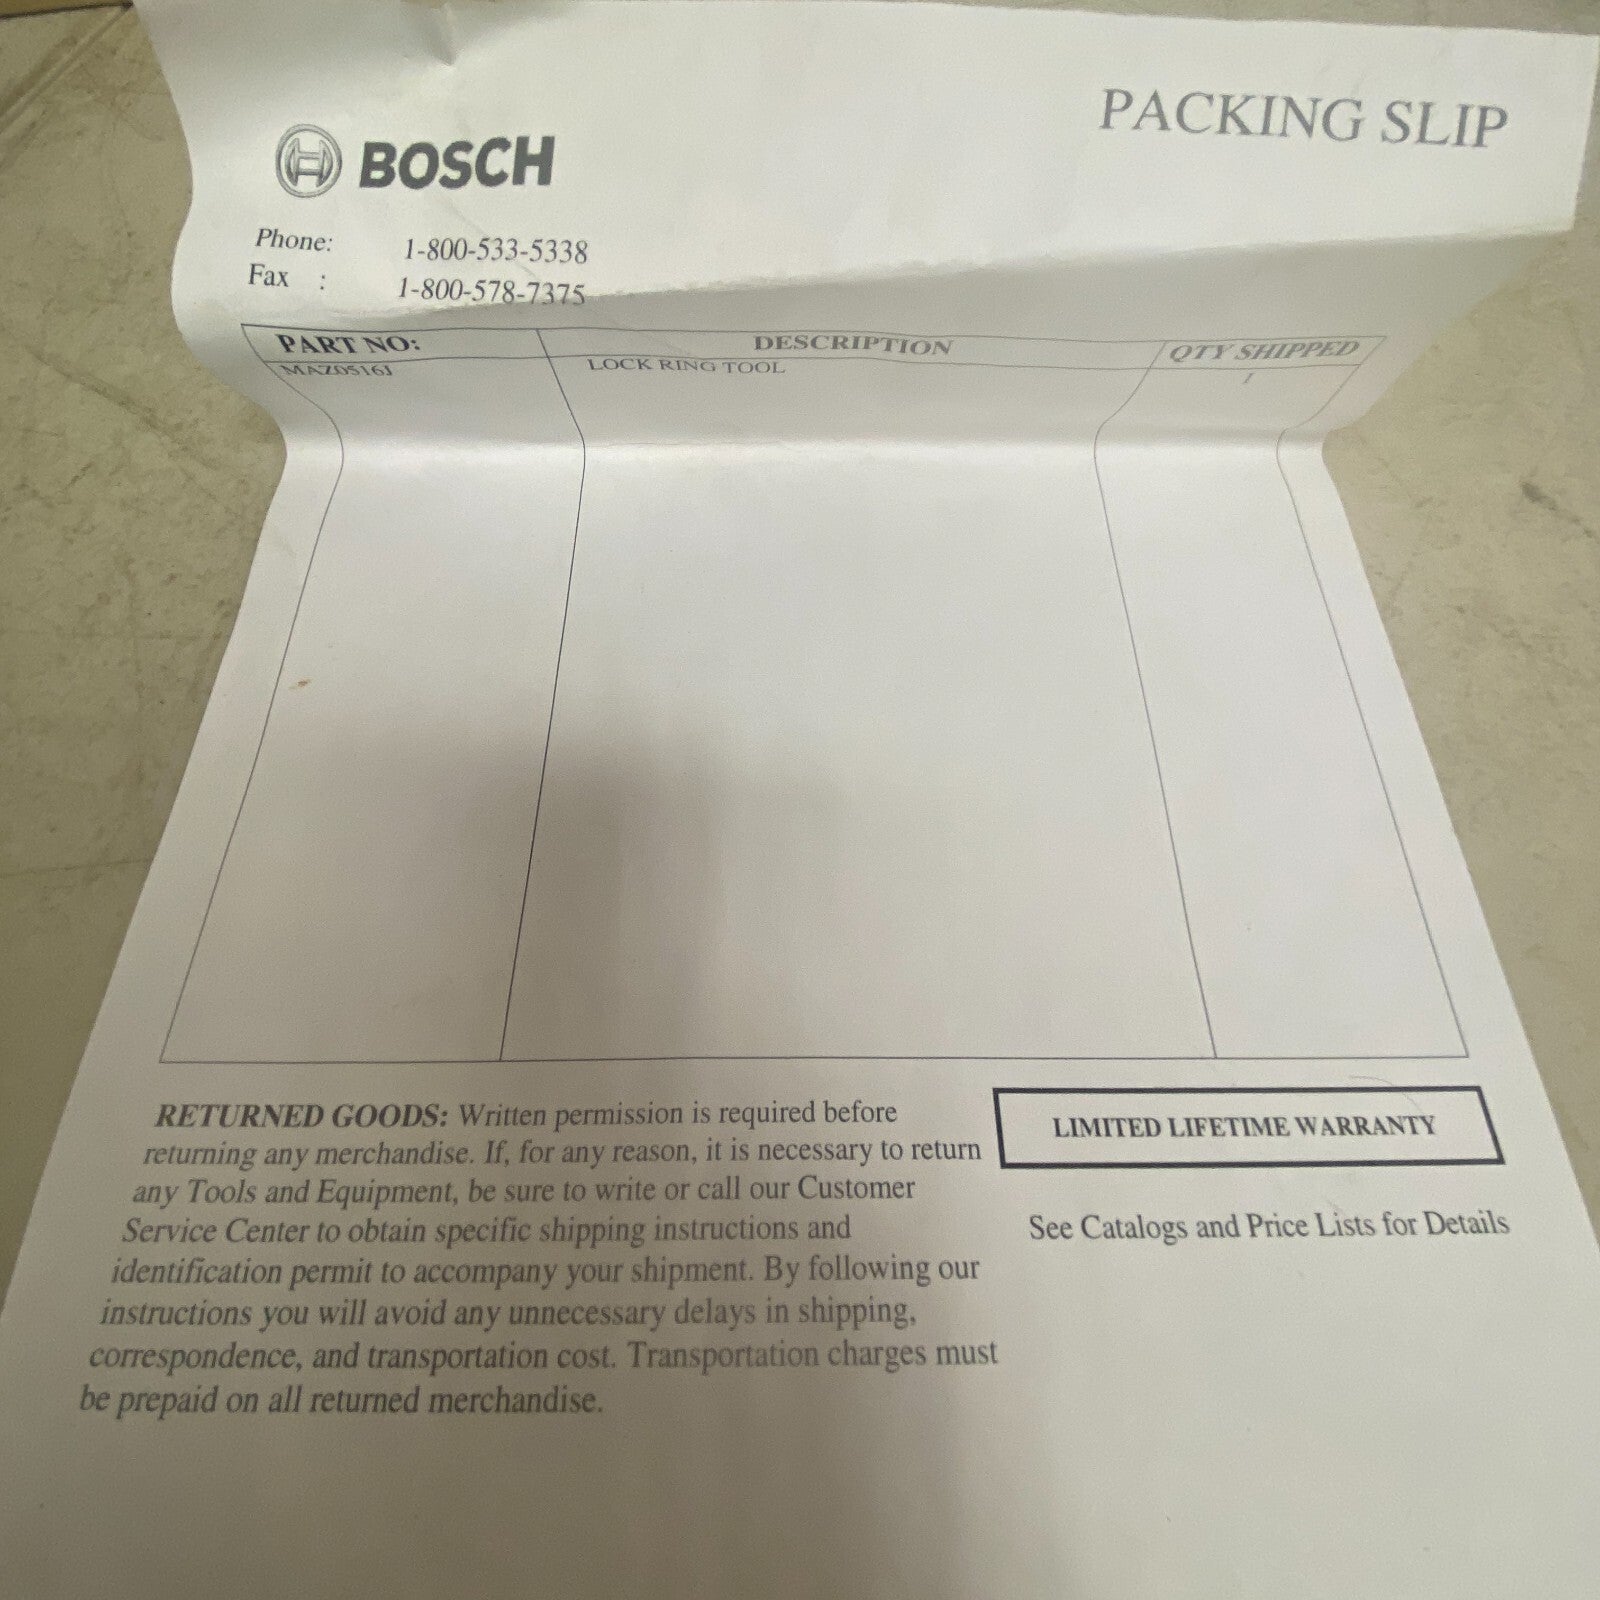 PACKING SLIP
BOSCH
Phone: 1-800-533-5338
Fax : 1-800-578-7375
PART NO: DESCRIPTION QTY SHIPPED
MAZ0516J LOCK RING TOOL 1
RETURNED GOODS: Written permission is required before
returning any merchandise. If, for any reason, it is necessary to return
any Tools and Equipment, be sure to write or call our Customer
Service Center to obtain specific shipping instructions and
identification permit to accompany your shipment. By following our
instructions you will avoid any unnecessary delays in shipping,
correspondence, and transportation cost. Transportation charges must
be prepaid on all returned merchandise.
LIMITED LIFETIME WARRANTY
See Catalogs and Price Lists for Details